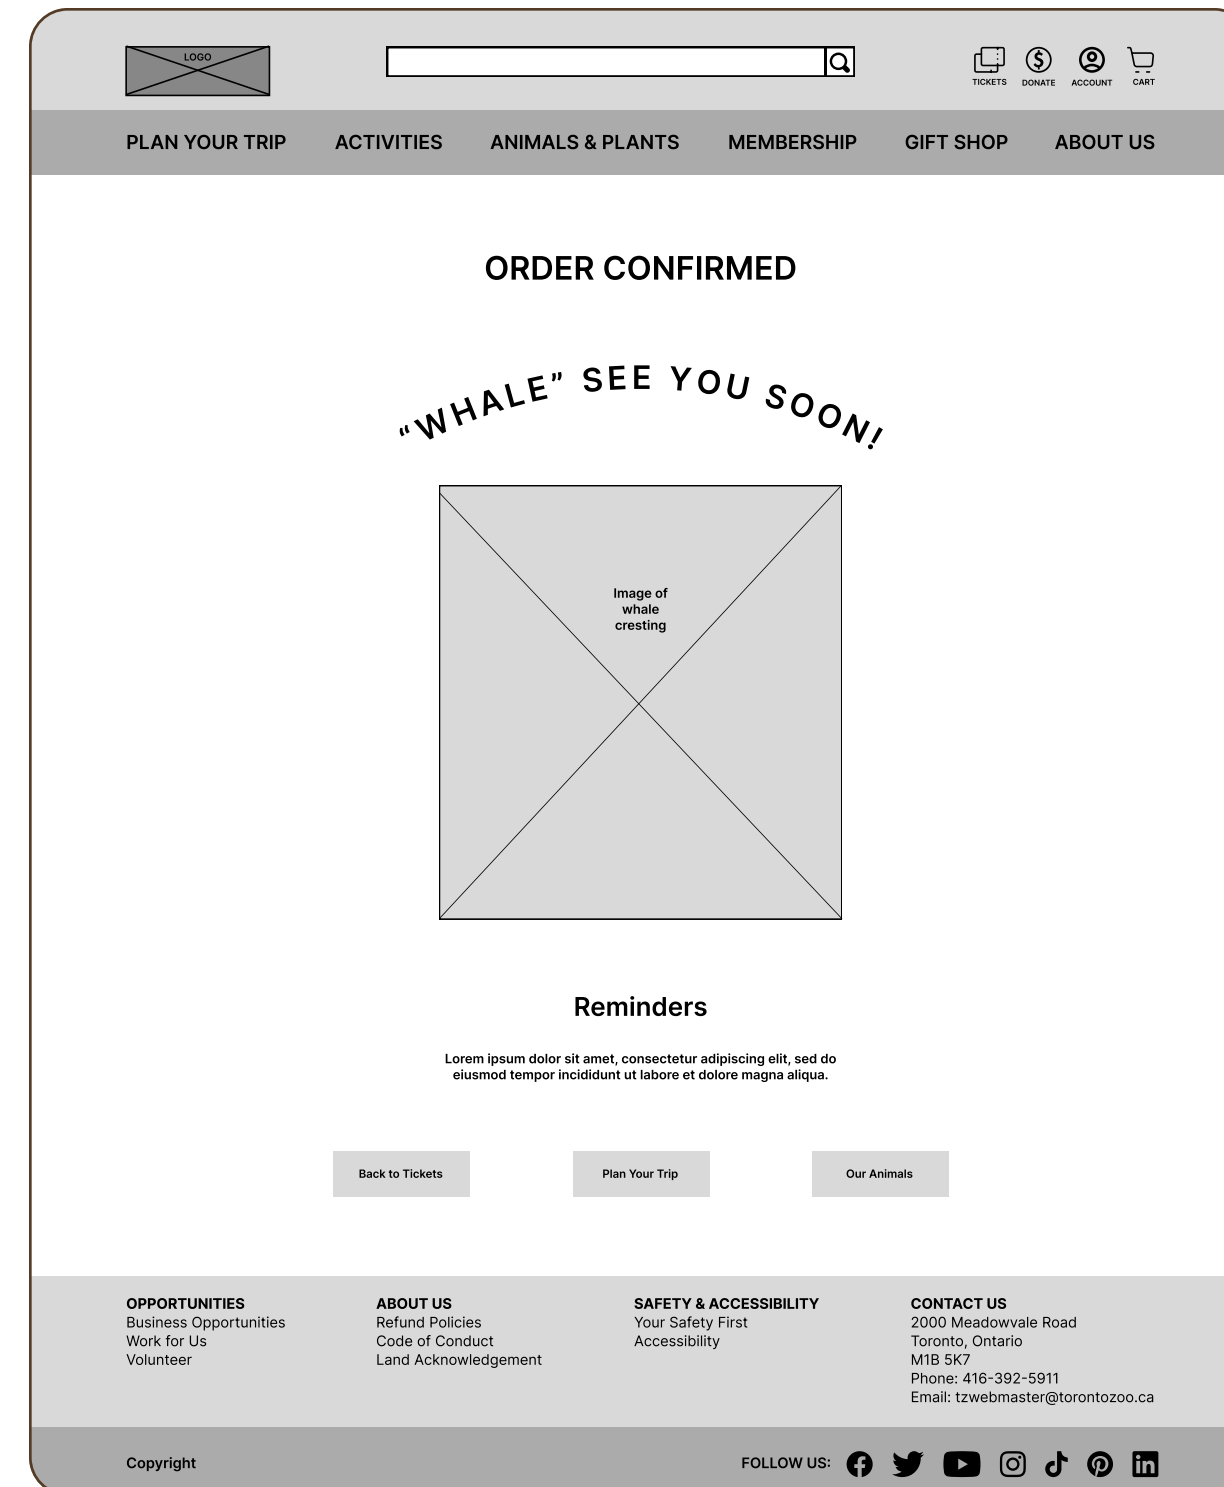 LOGO
TICKETS
DONATE
ACCOUNT
CART
PLAN YOUR TRIP
ACTIVITIES
ANIMALS & PLANTS
MEMBERSHIP
GIFT SHOP
ABOUT US
ORDER CONFIRMED
“WHALE” SEE YOU SOON!
Image of
whale
cresting
Reminders
Lorem ipsum dolor sit amet, consectetur adipiscing elit, sed do
eiusmod tempor incididunt ut labore et dolore magna aliqua.
Back to Tickets
Plan Your Trip
Our Animals
OPPORTUNITIES
Business Opportunities
Work for Us
Volunteer
ABOUT US
Refund Policies
Code of Conduct
Land Acknowledgement
SAFETY & ACCESSIBILITY
Your Safety First
Accessibility
CONTACT US
2000 Meadowvale Road
Toronto, Ontario
M1B 5K7
Phone: 416-392-5911
Email: tzwebmaster@torontozoo.ca
Copyright
FOLLOW US: